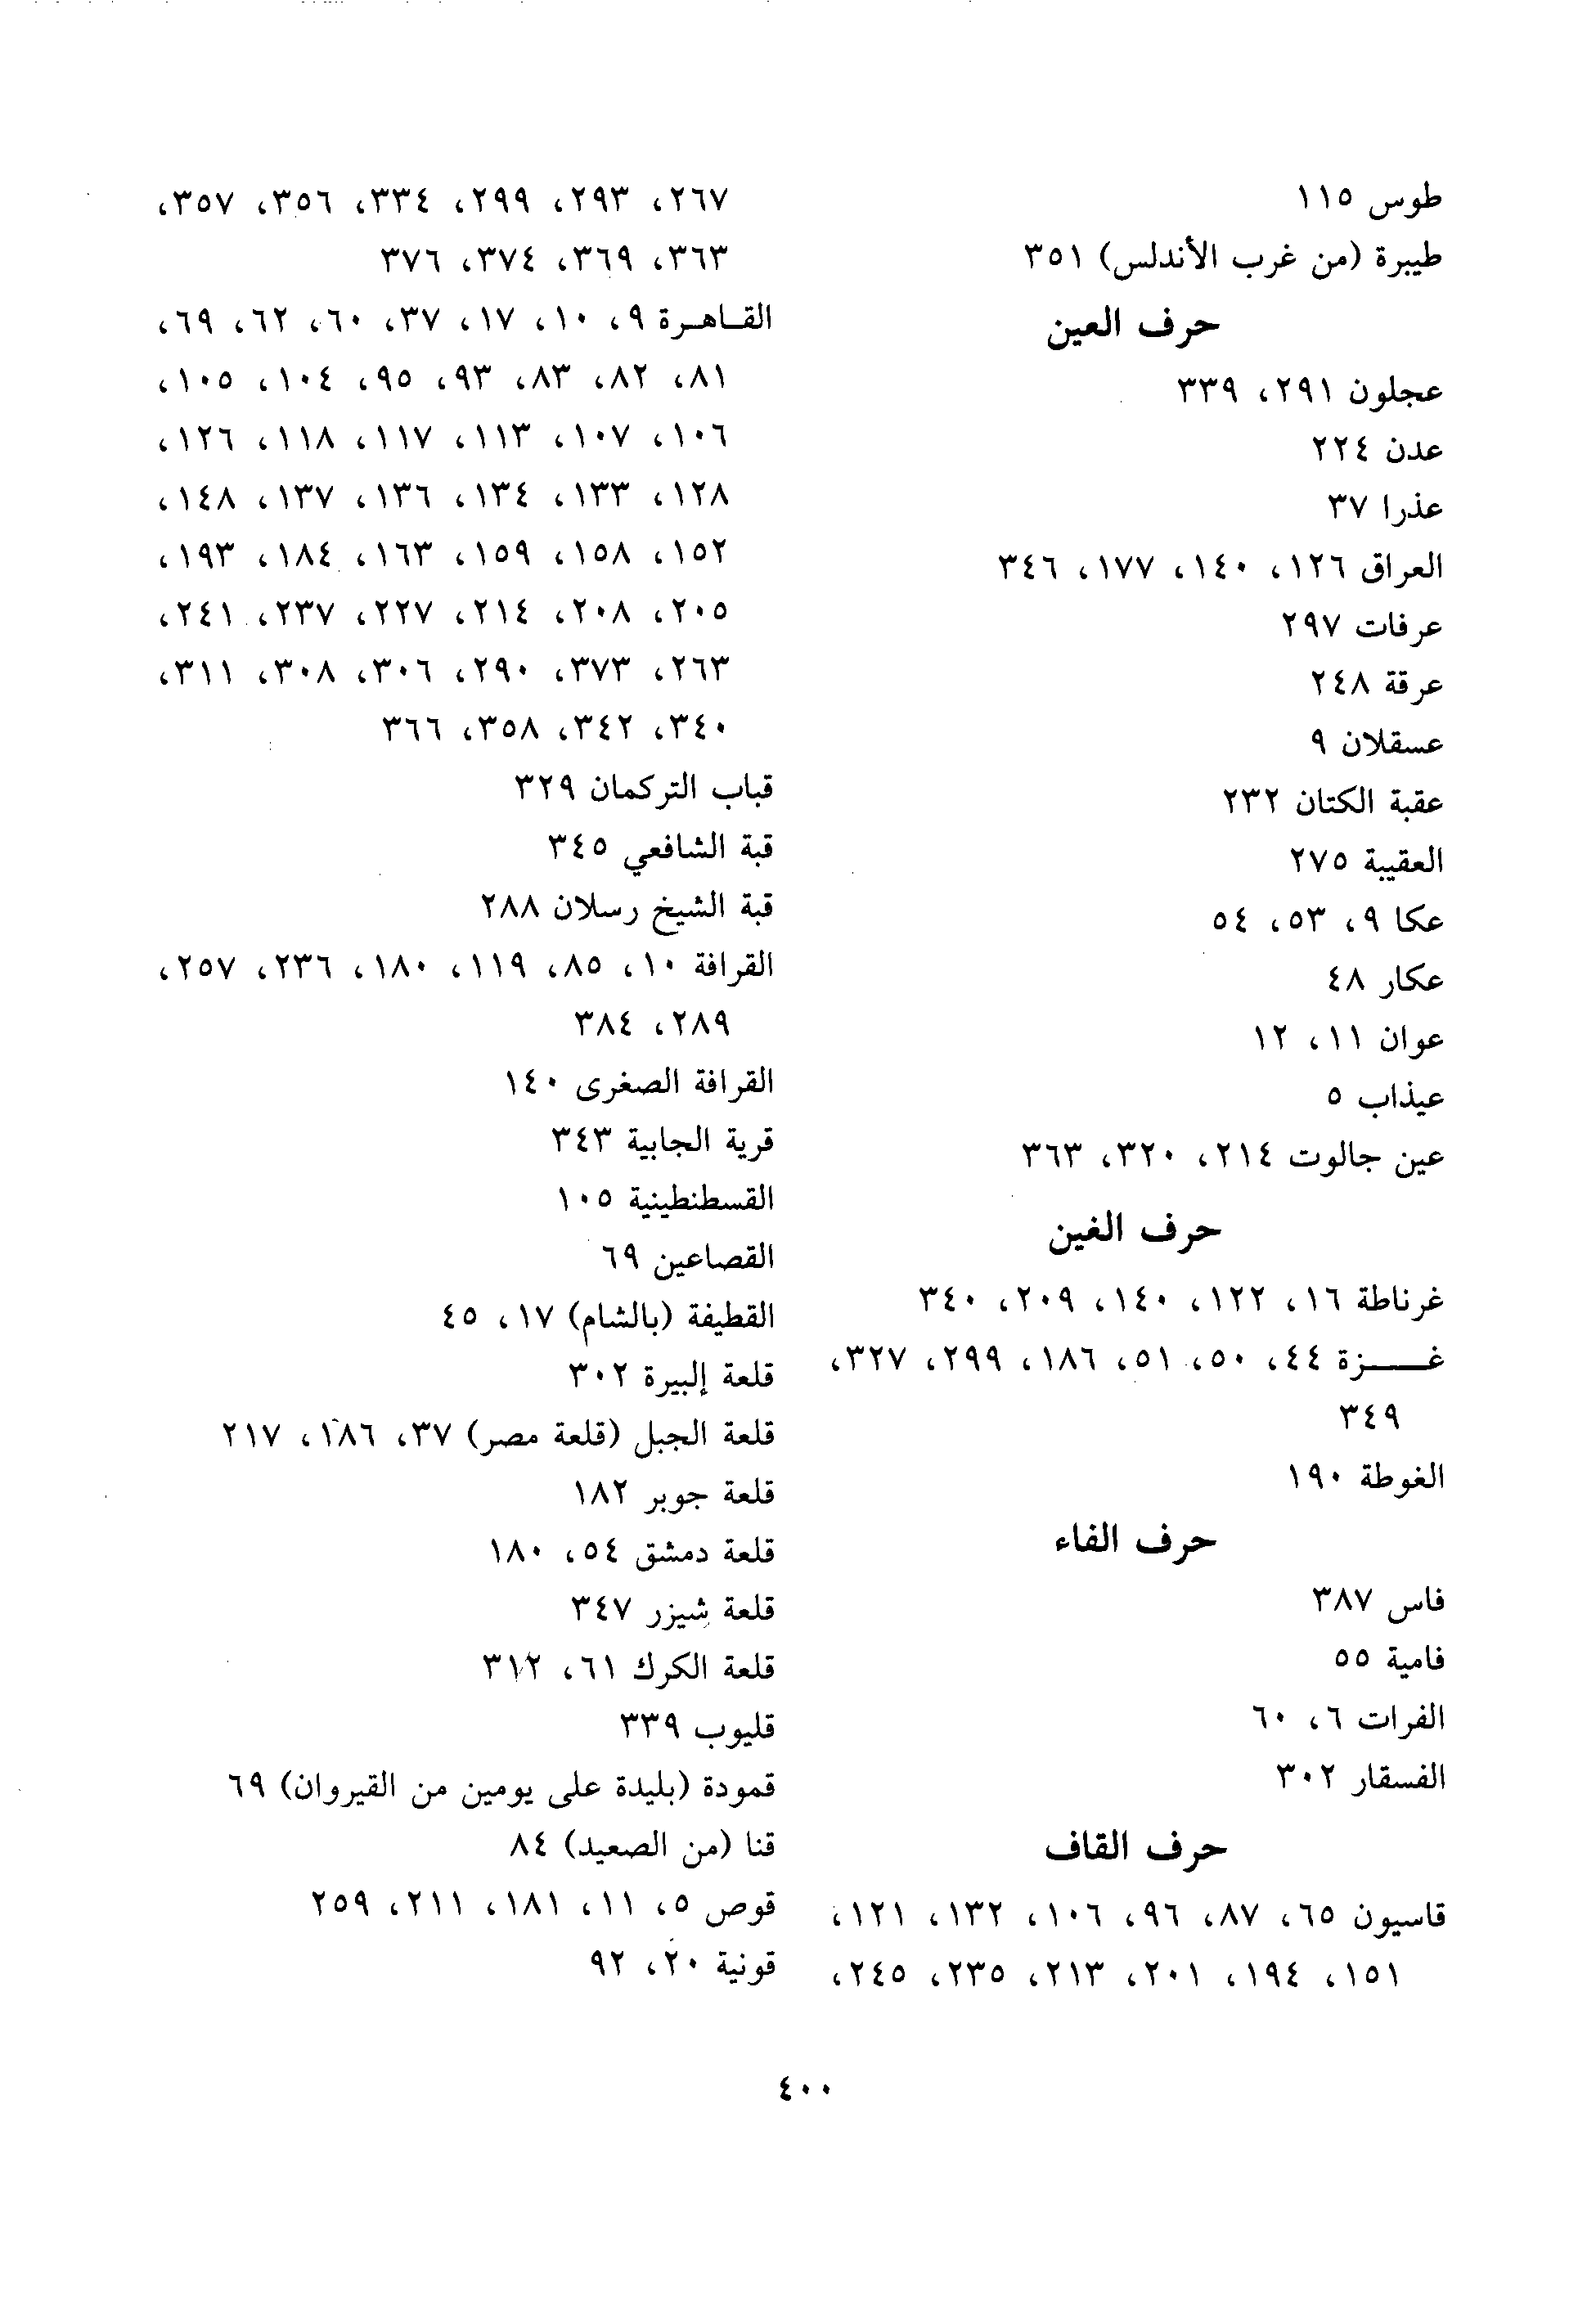 طوس ١١٥
طيبرة (من غرب الأندلس) ٣٥١
حرف العين
عجلون ٢٩١، ٣٣٩
عدن ٢٢٤
عذرا ٣٧
العراق ١٢٦، ١٤٠، ١٧٧، ٣٤٦
عرفات ٢٩٧
عرقة ٢٤٨
عسقلان ٩
عقبة الكتان ٢٣٢
العقيبة ٢٧٥
عكا ٩، ٥٣، ٥٤
عكار ٤٨
عوان ١١، ١٢
عيذاب ٥
عين جالوت ٢١٤، ٣٢٠، ٣٦٣
حرف الغين
غرناطة ١٦، ١٢٢، ١٤٠، ٢٠٩، ٣٤٠
غـــزة ٤٤، ٥٠، ٥١، ١٨٦، ٢٩٩، ٣٢٧،
٣٤٩
الغوطة ١٩٠
حرف الفاء
فاس ٣٨٧
فامية ٥٥
الفرات ٦، ٦٠
الفسقار ٣٠٢
حرف القاف
قاسيون ٦٥، ٨٧، ٩٦، ١٠٦، ١٣٢، ١٢١،
١٥١، ١٩٤، ٢٠١، ٢١٣، ٢٣٥، ٢٤٥،
٢٦٧، ٢٩٣، ٢٩٩، ٣٣٤، ٣٥٦، ٣٥٧،
٣٦٣، ٣٦٩، ٣٧٤، ٣٧٦
القـاهـرة ٩، ١٠، ١٧، ٣٧، ٦٠، ٦٢، ٦٩،
٨١، ٨٢، ٨٣، ٩٣، ٩٥، ١٠٤، ١٠٥،
١٠٦، ١٠٧، ١١٣، ١١٧، ١١٨، ١٢٦،
١٢٨، ١٣٣، ١٣٤، ١٣٦، ١٣٧، ١٤٨،
١٥٢، ١٥٨، ١٥٩، ١٦٣، ١٨٤، ١٩٣،
٢٠٥، ٢٠٨، ٢١٤، ٢٢٧، ٢٣٧، ٢٤١،
٢٦٣، ٣٧٣، ٢٩٠، ٣٠٦، ٣٠٨، ٣١١،
٣٤٠، ٣٤٢، ٣٥٨، ٣٦٦
قباب التركمان ٣٢٩
قبة الشافعي ٣٤٥
قبة الشيخ رسلان ٢٨٨
القرافة ١٠، ٨٥، ١١٩، ١٨٠، ٢٣٦، ٢٥٧،
٢٨٩، ٣٨٤
القرافة الصغرى ١٤٠
قرية الجابية ٣٤٣
القسطنطينية ١٠٥
القصاعين ٦٩
القطيفة (بالشام) ١٧، ٤٥
قلعة إلبيرة ٣٠٢
قلعة الجبل (قلعة مصر) ٣٧، ١٨٦، ٢١٧
قلعة جوبر ١٨٢
قلعة دمشق ٥٤، ١٨٠
قلعة شيزر ٣٤٧
قلعة الكرك ٦١، ٣١٢
قليوب ٣٣٩
قمودة (بليدة على يومين من القيروان) ٦٩
قنا (من الصعيد) ٨٤
قوص ٥، ١١، ١٨١، ٢١١، ٢٥٩
قونية ٢٠، ٩٢
٤٠٠